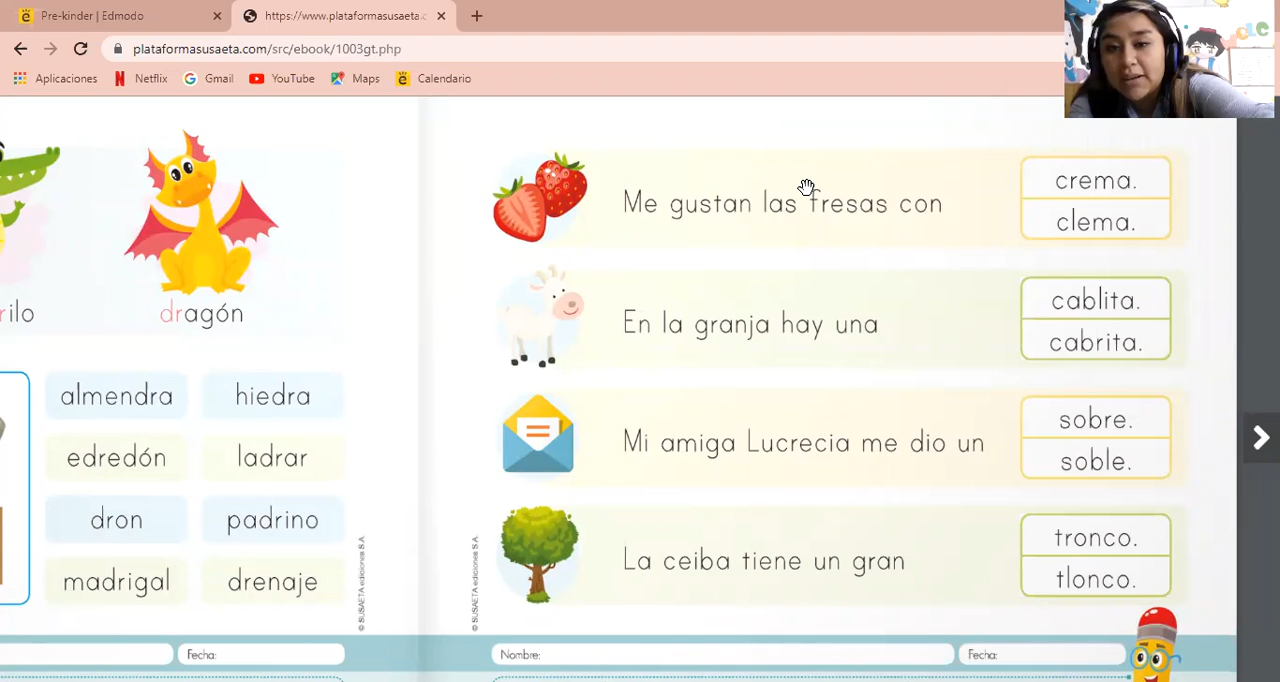 Pre-kinder | Edmodo
https://www.plataformasusaeta.c
plataformasusaeta.com/src/ebook/1003gt.php
Aplicaciones Netflix Gmail YouTube Maps Calendario
rilo dragón
almendra hiedra
edredón ladrar
dron padrino
madrigal drenaje
© SUSAETA ediciones S.A.
Fecha:
Me gustan las fresas con
crema.
clema.
En la granja hay una
cablita.
cabrita.
Mi amiga Lucrecia me dio un
sobre.
soble.
La ceiba tiene un gran
tronco.
tlonco.
© SUSAETA ediciones S.A.
Nombre: Fecha: